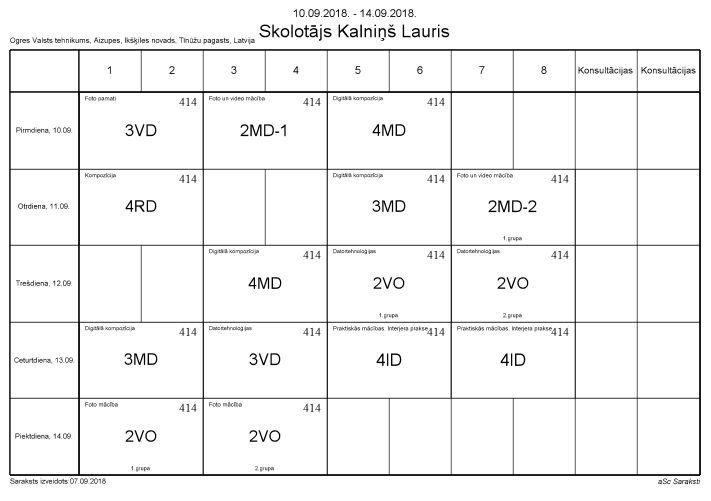 10.09.2018. - 14.09.2018.
Skolotājs Kalniņš Lauris
Ogres Valsts tehnikums, Aizupes, Ikšķiles novads, Tīnūžu pagasts, Latvija
1 2 3 4 5 6 7 8 Konsultācijas Konsultācijas
Pirmdiena, 10.09.
Foto pamati 414
3VD
Foto un video mācība 414
2MD-1
Digitālā kompozīcija 414
4MD
Otrdiena, 11.09.
Kompozīcija 414
4RD
Digitālā kompozīcija 414
3MD
Foto un video mācība 414
2MD-2
1.grupa
Trešdiena, 12.09.
Digitālā kompozīcija 414
4MD
Datortehnoloģijas 414
2VO
1.grupa
Datortehnoloģijas 414
2VO
2.grupa
Ceturtdiena, 13.09.
Digitālā kompozīcija 414
3MD
Datortehnoloģijas 414
3VD
Praktiskās mācības. Interjera prakse 414
4ID
Praktiskās mācības. Interjera prakse 414
4ID
Piektdiena, 14.09.
Foto mācība 414
2VO
1.grupa
Foto mācība 414
2VO
2.grupa
Saraksts izveidots:07.09.2018
aSc Saraksti